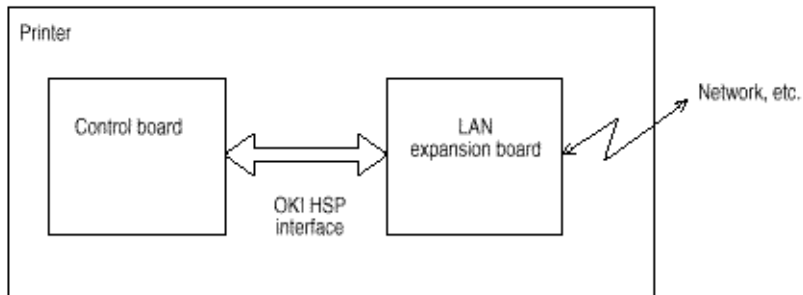 Printer
Control board
LAN
expansion board
Network, etc.
OKI HSP
interface